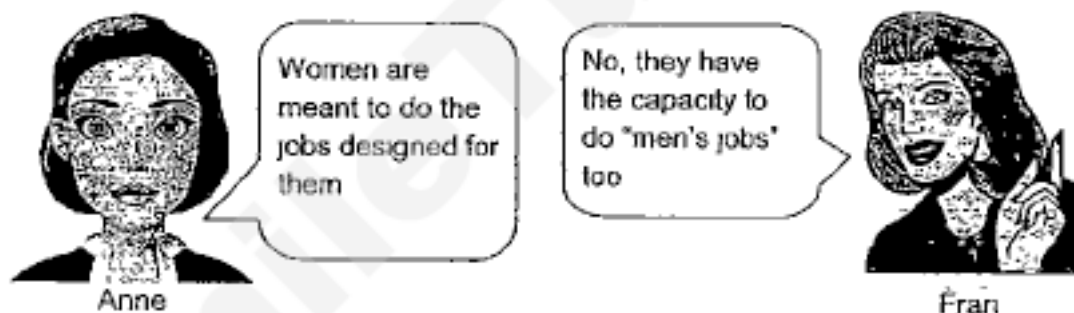 Women are
meant to do the
jobs designed for
them
No, they have
the capacity to
do "men's jobs"
too
Anne
Fran